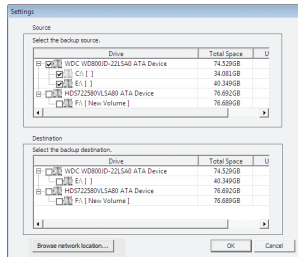 Settings
Source
Select the backup source.
Drive Total Space U
WDC WD800JD-22LSA0 ATA Device 74.529GB
C:\ [ ] 34.081GB
E:\ [ ] 40.349GB
HDS722580VLSA80 ATA Device 76.692GB
F:\ [ New Volume ] 76.689GB
Destination
Select the backup destination.
Drive Total Space U
WDC WD800JD-22LSA0 ATA Device 74.529GB
E:\ [ ] 40.349GB
HDS722580VLSA80 ATA Device 76.692GB
F:\ [ New Volume ] 76.689GB
Browse network location... OK Cancel